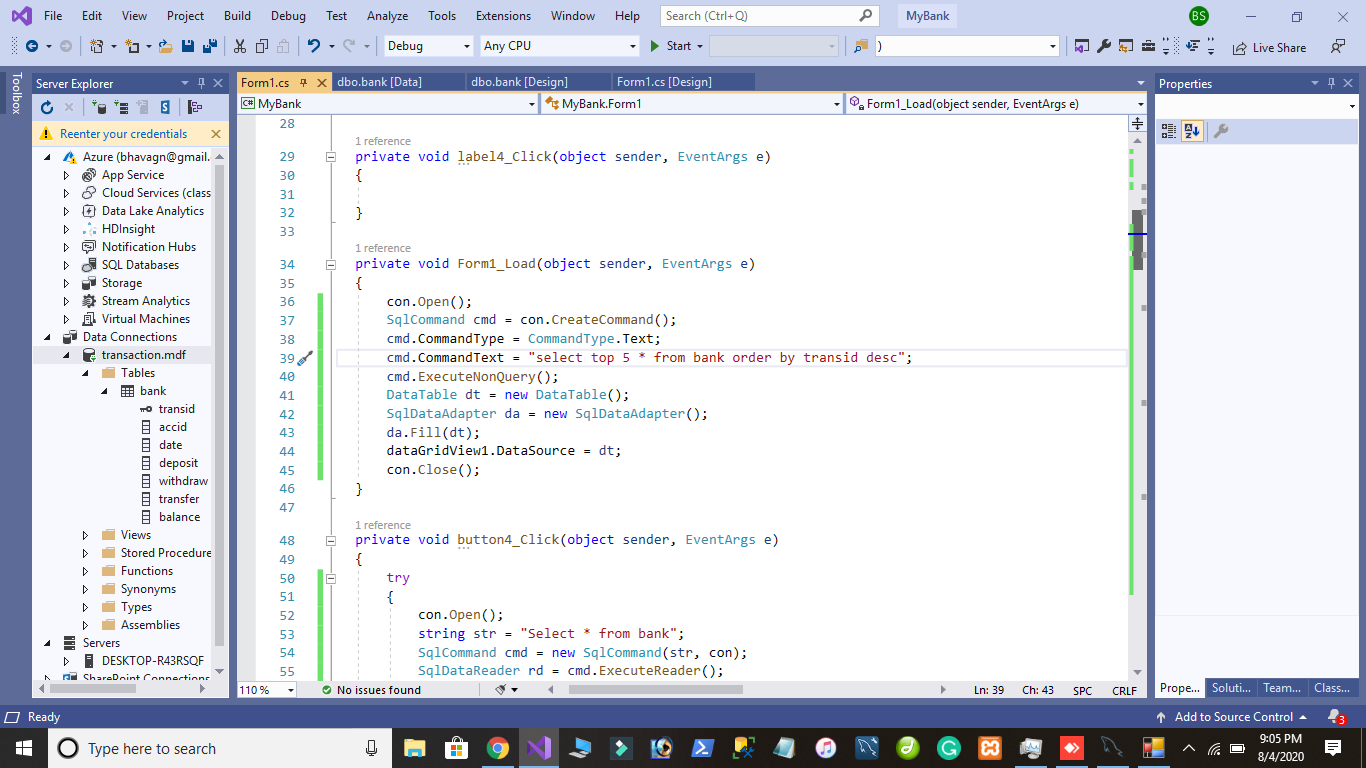 File Edit View Project Build Debug Test Analyze Tools Extensions Window Help Search (Ctrl+Q) MyBank BS
Debug Any CPU Start ) Live Share
Toolbox
Server Explorer
Reenter your credentials
Azure (bhavagn@gmail.
App Service
Cloud Services (class
Data Lake Analytics
HDInsight
Notification Hubs
SQL Databases
Storage
Stream Analytics
Virtual Machines
Data Connections
transaction.mdf
Tables
bank
transid
accid
date
deposit
withdraw
transfer
balance
Views
Stored Procedure
Functions
Synonyms
Types
Assemblies
Servers
DESKTOP-R43RSQF
SharePoint Connections
Form1.cs dbo.bank [Data] dbo.bank [Design] Form1.cs [Design]
MyBank MyBank.Form1 Form1_Load(object sender, EventArgs e)
28
1 reference
29 private void label4_Click(object sender, EventArgs e)
30 {
31
32 }
33
1 reference
34 private void Form1_Load(object sender, EventArgs e)
35 {
36 con.Open();
37 SqlCommand cmd = con.CreateCommand();
38 cmd.CommandType = CommandType.Text;
39 cmd.CommandText = "select top 5 * from bank order by transid desc";
40 cmd.ExecuteNonQuery();
41 DataTable dt = new DataTable();
42 SqlDataAdapter da = new SqlDataAdapter();
43 da.Fill(dt);
44 dataGridView1.DataSource = dt;
45 con.Close();
46 }
47
1 reference
48 private void button4_Click(object sender, EventArgs e)
49 {
50 try
51 {
52 con.Open();
53 string str = "Select * from bank";
54 SqlCommand cmd = new SqlCommand(str, con);
55 SqlDataReader rd = cmd.ExecuteReader();
110 % No issues found Ln: 39 Ch: 43 SPC CRLF
Properties
Prope... Soluti... Team... Class...
Ready Add to Source Control 3
Type here to search
9:05 PM
8/4/2020